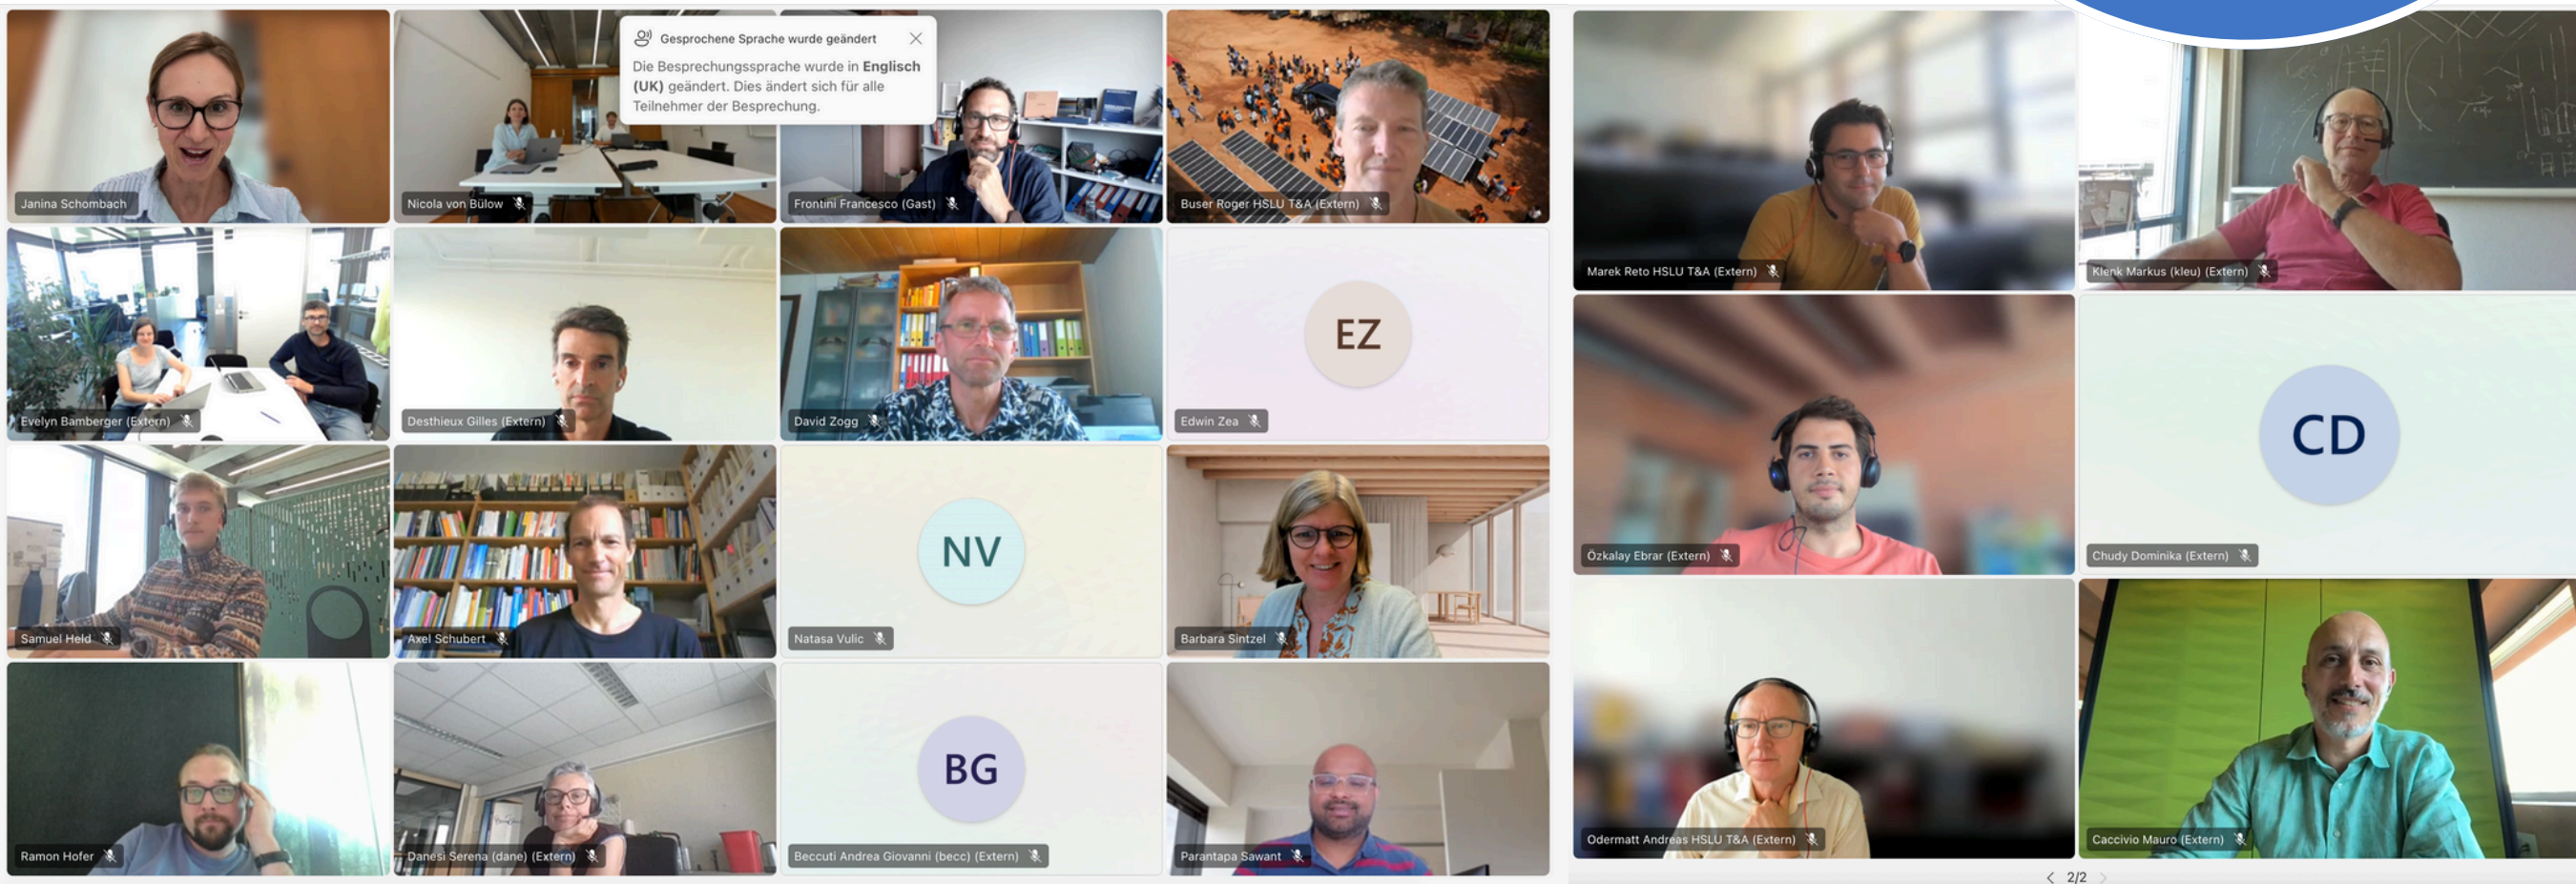 Gesprochene Sprache wurde geändert
Die Besprechungssprache wurde in Englisch
(UK) geändert. Dies ändert sich für alle
Teilnehmer der Besprechung.
Janina Schombach
Nicola von Bülow
Frontini Francesco (Gast)
Buser Roger HSLU T&A (Extern)
Evelyn Bamberger (Extern)
Desthieux Gilles (Extern)
David Zogg
EZ
Edwin Zea
Samuel Held
Axel Schubert
NV
Natasa Vulic
Barbara Sintzel
Ramon Hofer
Danesi Serena (dane) (Extern)
BG
Beccuti Andrea Giovanni (becc) (Extern)
Parantapa Sawant
Marek Reto HSLU T&A (Extern)
Klenk Markus (kleu) (Extern)
Özkalay Ebrar (Extern)
CD
Chudy Dominika (Extern)
Odermatt Andreas HSLU T&A (Extern)
Caccivio Mauro (Extern)
2/2